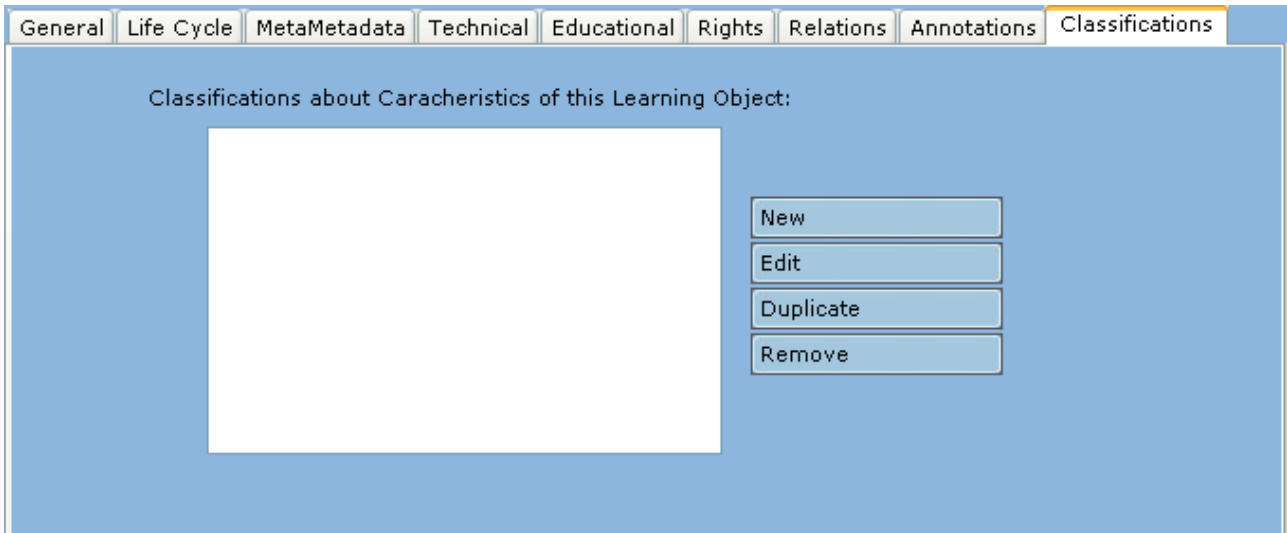 General Life Cycle MetaMetadata Technical Educational Rights Relations Annotations Classifications
Classifications about Caracheristics of this Learning Object:
New
Edit
Duplicate
Remove